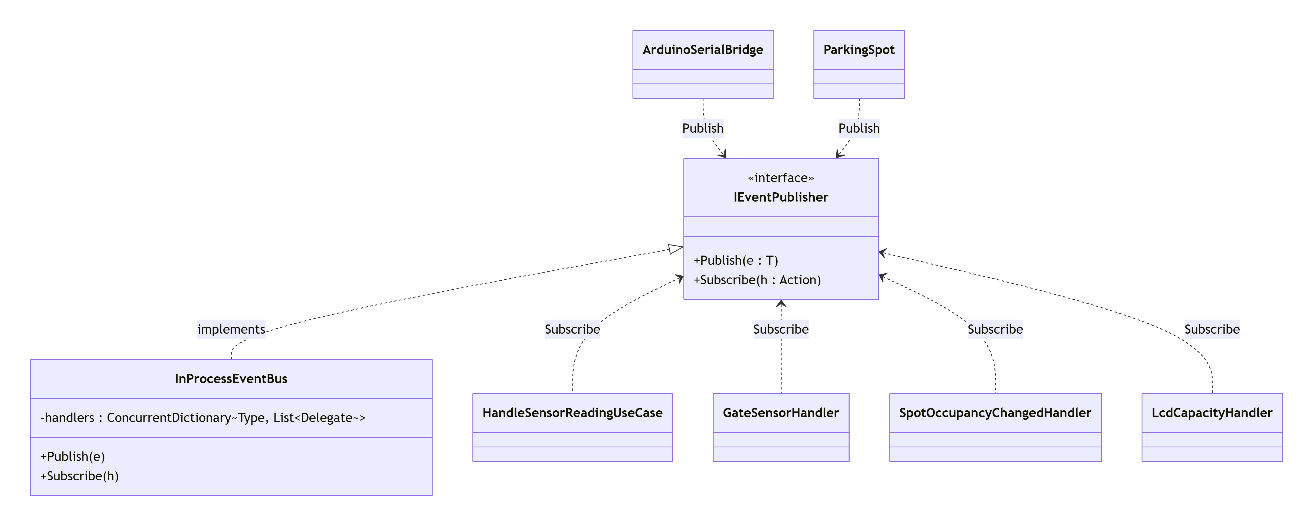 ArduinoSerialBridge
ParkingSpot
Publish
Publish
«interface»
IEventPublisher
+Publish(e : T)
+Subscribe(h : Action)
implements
Subscribe
Subscribe
Subscribe
Subscribe
InProcessEventBus
-handlers : ConcurrentDictionary~Type, List<Delegate~>
+Publish(e)
+Subscribe(h)
HandleSensorReadingUseCase
GateSensorHandler
SpotOccupancyChangedHandler
LcdCapacityHandler